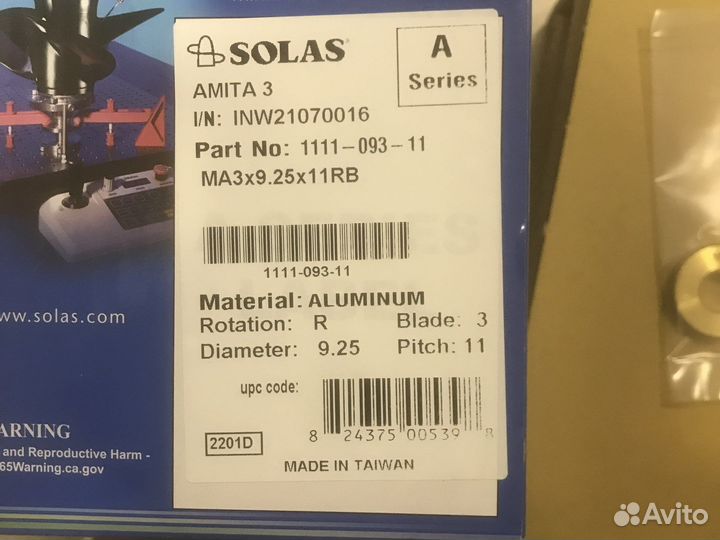 SOLAS
A
Series
AMITA 3
I/N: INW21070016
Part No: 1111-093-11
MA3x9.25x11RB
1111-093-11
Material: ALUMINUM
Rotation: R Blade: 3
Diameter: 9.25 Pitch: 11
upc code:
8 24375 00539 8
2201D
MADE IN TAIWAN
www.solas.com
ARNING
and Reproductive Harm -
65Warning.ca.gov
Avito